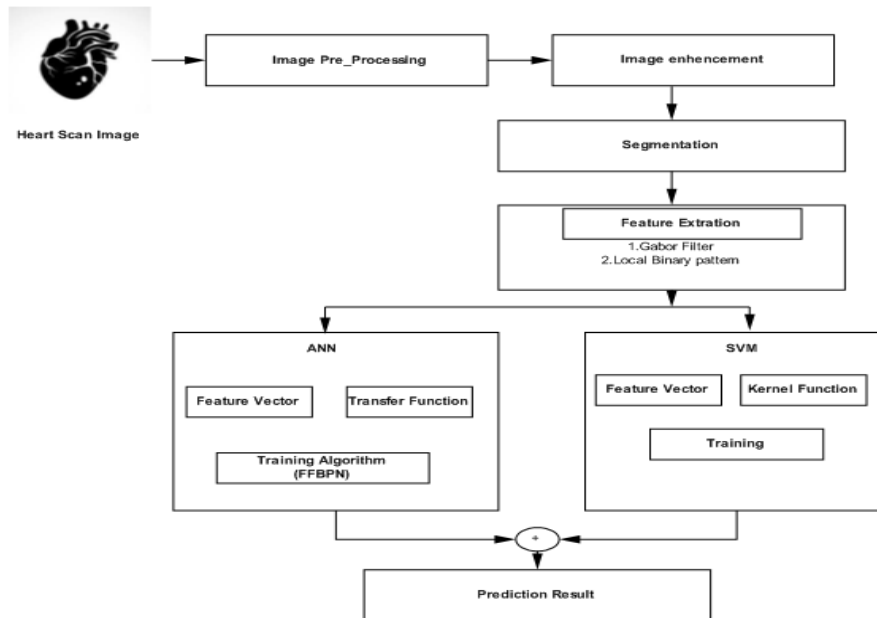 Heart Scan Image
Image Pre_Processing
Image enhencement
Segmentation
Feature Extration
1.Gabor Filter
2.Local Binary pattern
ANN
Feature Vector
Transfer Function
Training Algorithm
(FFBPN)
SVM
Feature Vector
Kernel Function
Training
+
Prediction Result